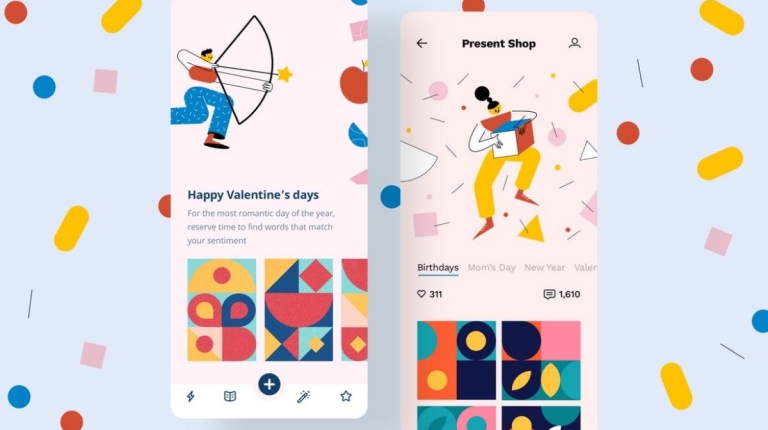 Happy Valentine's days
For the most romantic day of the year,
reserve time to find words that match
your sentiment
Present Shop
Birthdays Mom's Day New Year Valen
311 1,610